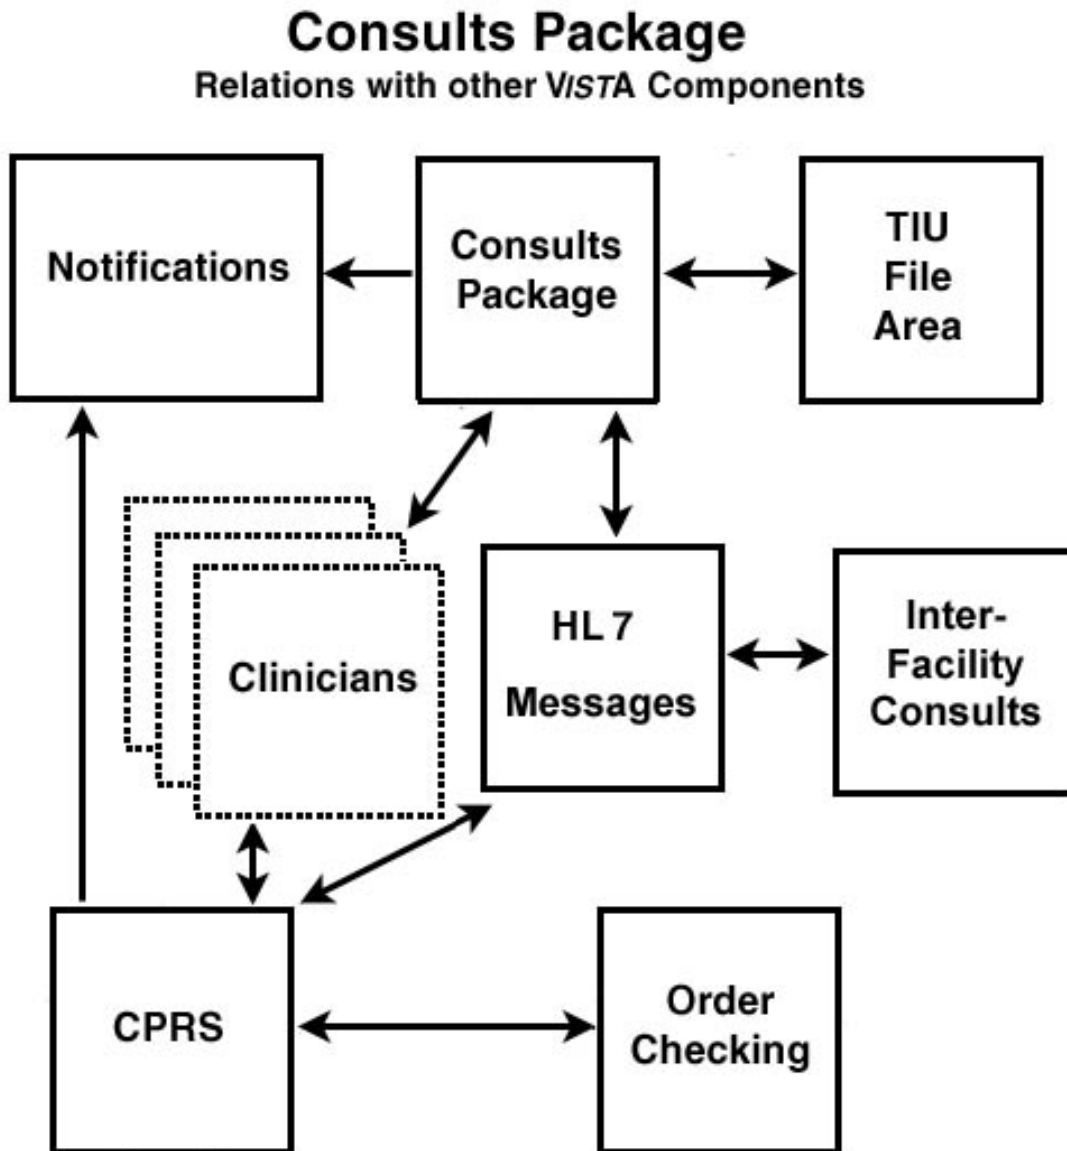 Consults Package
Relations with other VISTA Components
Notifications
Consults
Package
TIU
File
Area
Clinicians
HL 7
Messages
Inter-
Facility
Consults
CPRS
Order
Checking